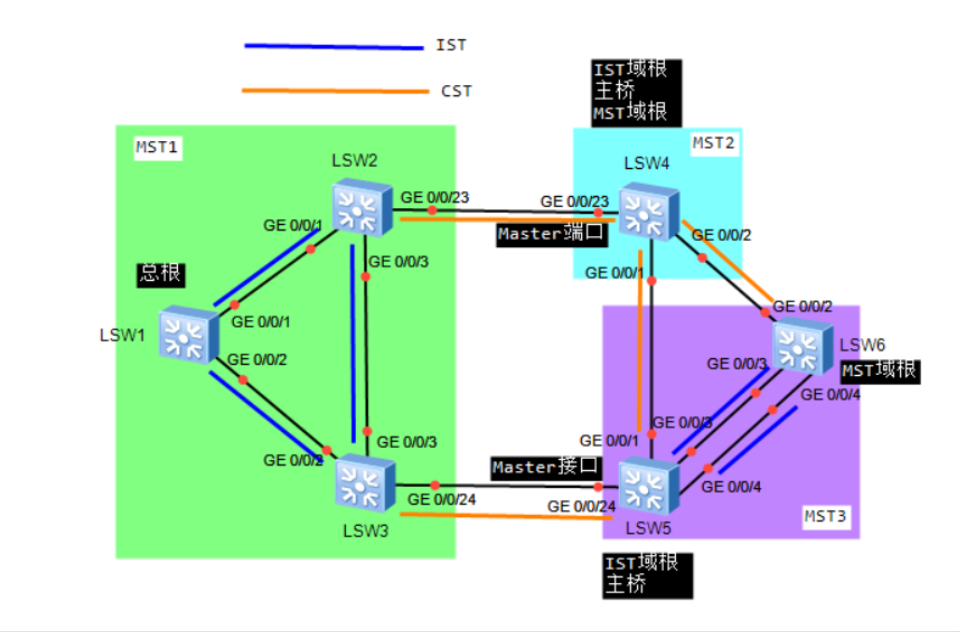 IST
CST
IST域根
主桥
MST域根
MST1
MST2
LSW2
LSW4
GE 0/0/23
GE 0/0/23
GE 0/0/1
Master端口
GE 0/0/2
GE 0/0/3
总根
GE 0/0/1
GE 0/0/2
GE 0/0/1
LSW1
LSW6
GE 0/0/2
GE 0/0/3
MST域根
GE 0/0/4
GE 0/0/3
GE 0/0/3
GE 0/0/1
GE 0/0/2
Master接口
GE 0/0/4
GE 0/0/24
GE 0/0/24
MST3
LSW3
LSW5
IST域根
主桥